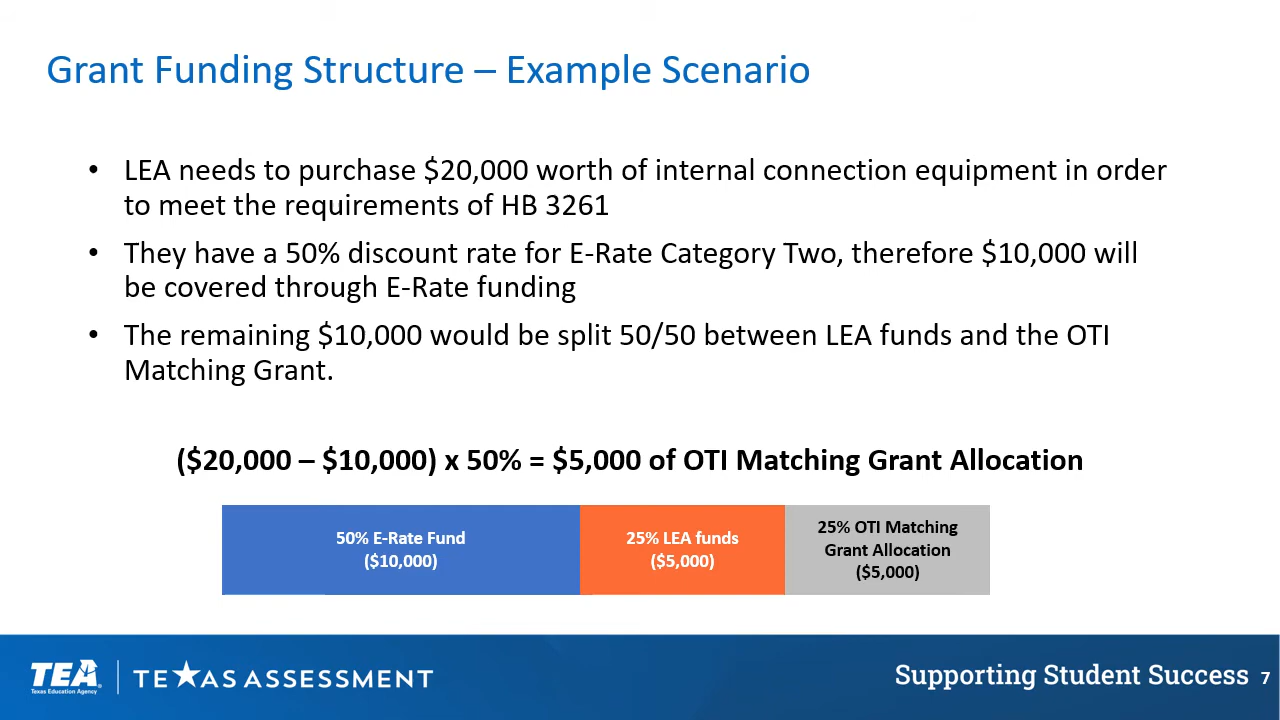 Grant Funding Structure – Example Scenario
• LEA needs to purchase $20,000 worth of internal connection equipment in order
to meet the requirements of HB 3261
• They have a 50% discount rate for E-Rate Category Two, therefore $10,000 will
be covered through E-Rate funding
• The remaining $10,000 would be split 50/50 between LEA funds and the OTI
Matching Grant.
($20,000 – $10,000) x 50% = $5,000 of OTI Matching Grant Allocation
50% E-Rate Fund
($10,000)
25% LEA funds
($5,000)
25% OTI Matching
Grant Allocation
($5,000)
TEA
Texas Education Agency
TEXAS ASSESSMENT
Supporting Student Success
7